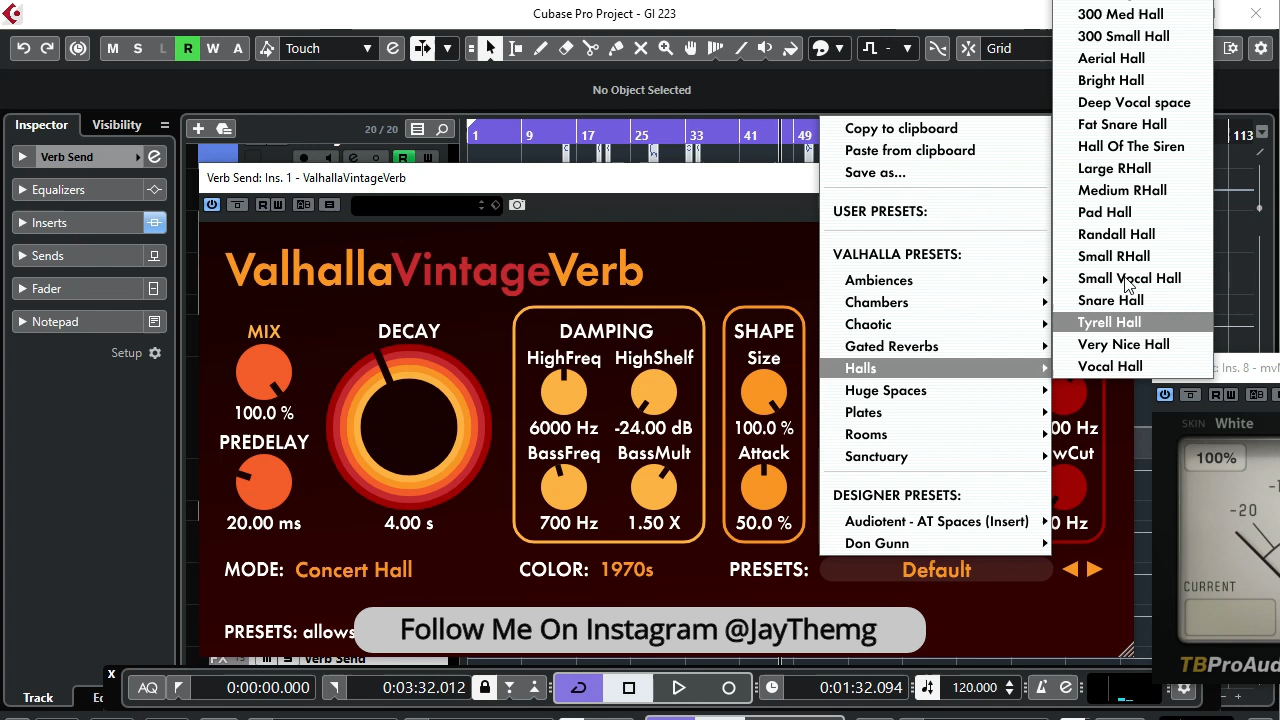 Cubase Pro Project - GI 223
M S L R W A
Touch
Grid
No Object Selected
Inspector
Visibility
20 / 20
1 9 17 25 33 41 49 113
Verb Send
Equalizers
Inserts
Sends
Fader
Notepad
Setup
Verb Send: Ins. 1 - ValhallaVintageVerb
ValhallaVintageVerb
MIX
100.0 %
PREDELAY
20.00 ms
DECAY
4.00 s
DAMPING
HighFreq HighShelf
6000 Hz -24.00 dB
BassFreq BassMult
700 Hz 1.50 X
SHAPE
Size
100.0 %
Attack
50.0 %
MODE: Concert Hall
COLOR: 1970s
PRESETS: Default
PRESETS: allows
Copy to clipboard
Paste from clipboard
Save as...
USER PRESETS:
VALHALLA PRESETS:
Ambiences
Chambers
Chaotic
Gated Reverbs
Halls
Huge Spaces
Plates
Rooms
Sanctuary
DESIGNER PRESETS:
Audiotent - AT Spaces (Insert)
Don Gunn
300 Med Hall
300 Small Hall
Aerial Hall
Bright Hall
Deep Vocal space
Fat Snare Hall
Hall Of The Siren
Large RHall
Medium RHall
Pad Hall
Randall Hall
Small RHall
Small Vocal Hall
Snare Hall
Tyrell Hall
Very Nice Hall
Vocal Hall
: Ins. 8 - mvM
SKIN White
100%
-20
CURRENT
TBProAud
Follow Me On Instagram @JayThemg
Verb Send
Track
AQ
0:00:00.000
0:03:32.012
0:01:32.094
120.000